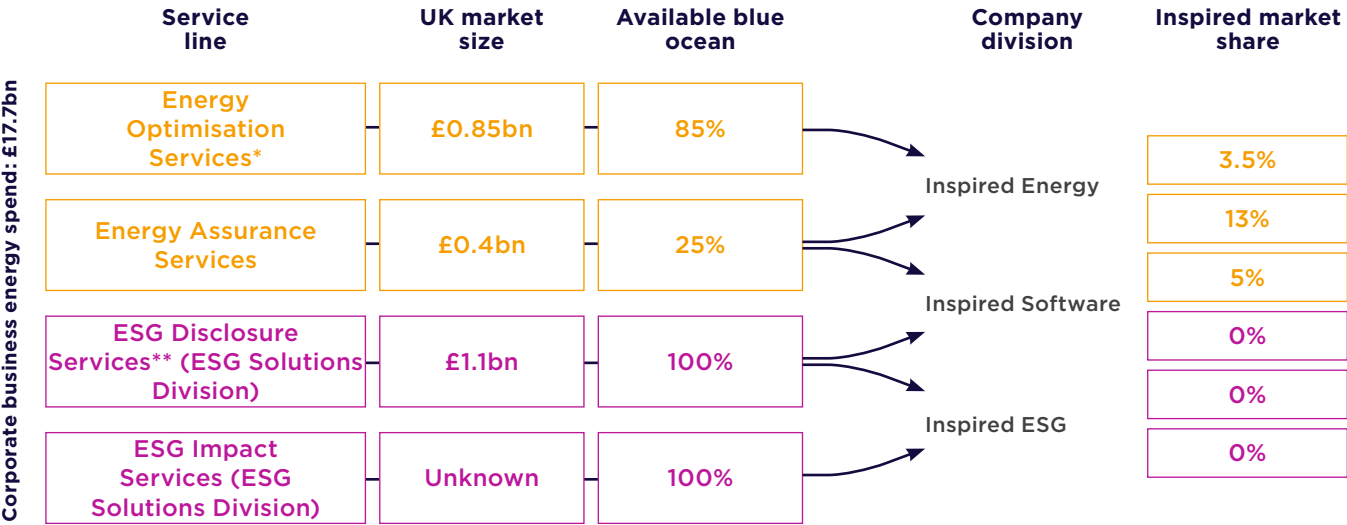 Corporate business energy spend: £17.7bn
Service
line
UK market
size
Available blue
ocean
Company
division
Inspired market
share
Energy
Optimisation
Services*
£0.85bn
85%
Energy Assurance
Services
£0.4bn
25%
ESG Disclosure
Services** (ESG Solutions
Division)
£1.1bn
100%
ESG Impact
Services (ESG
Solutions Division)
Unknown
100%
Inspired Energy
Inspired Software
Inspired ESG
3.5%
13%
5%
0%
0%
0%